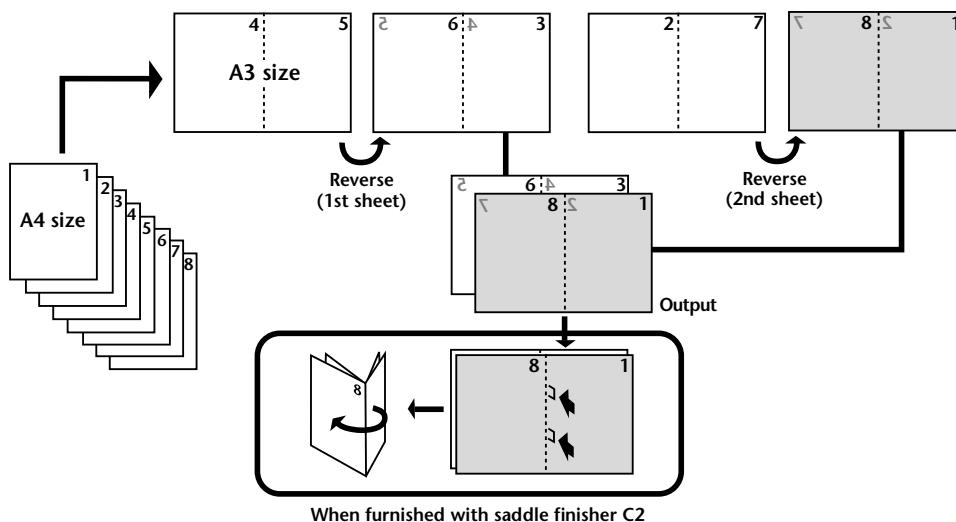 4 5
5 6 4 3
2 7
7 8 2 1
A3 size
Reverse
(1st sheet)
Reverse
(2nd sheet)
1
2
3
4
5
6
7
8
A4 size
5 6 4 3
7 8 2 1
Output
8 1
8
When furnished with saddle finisher C2